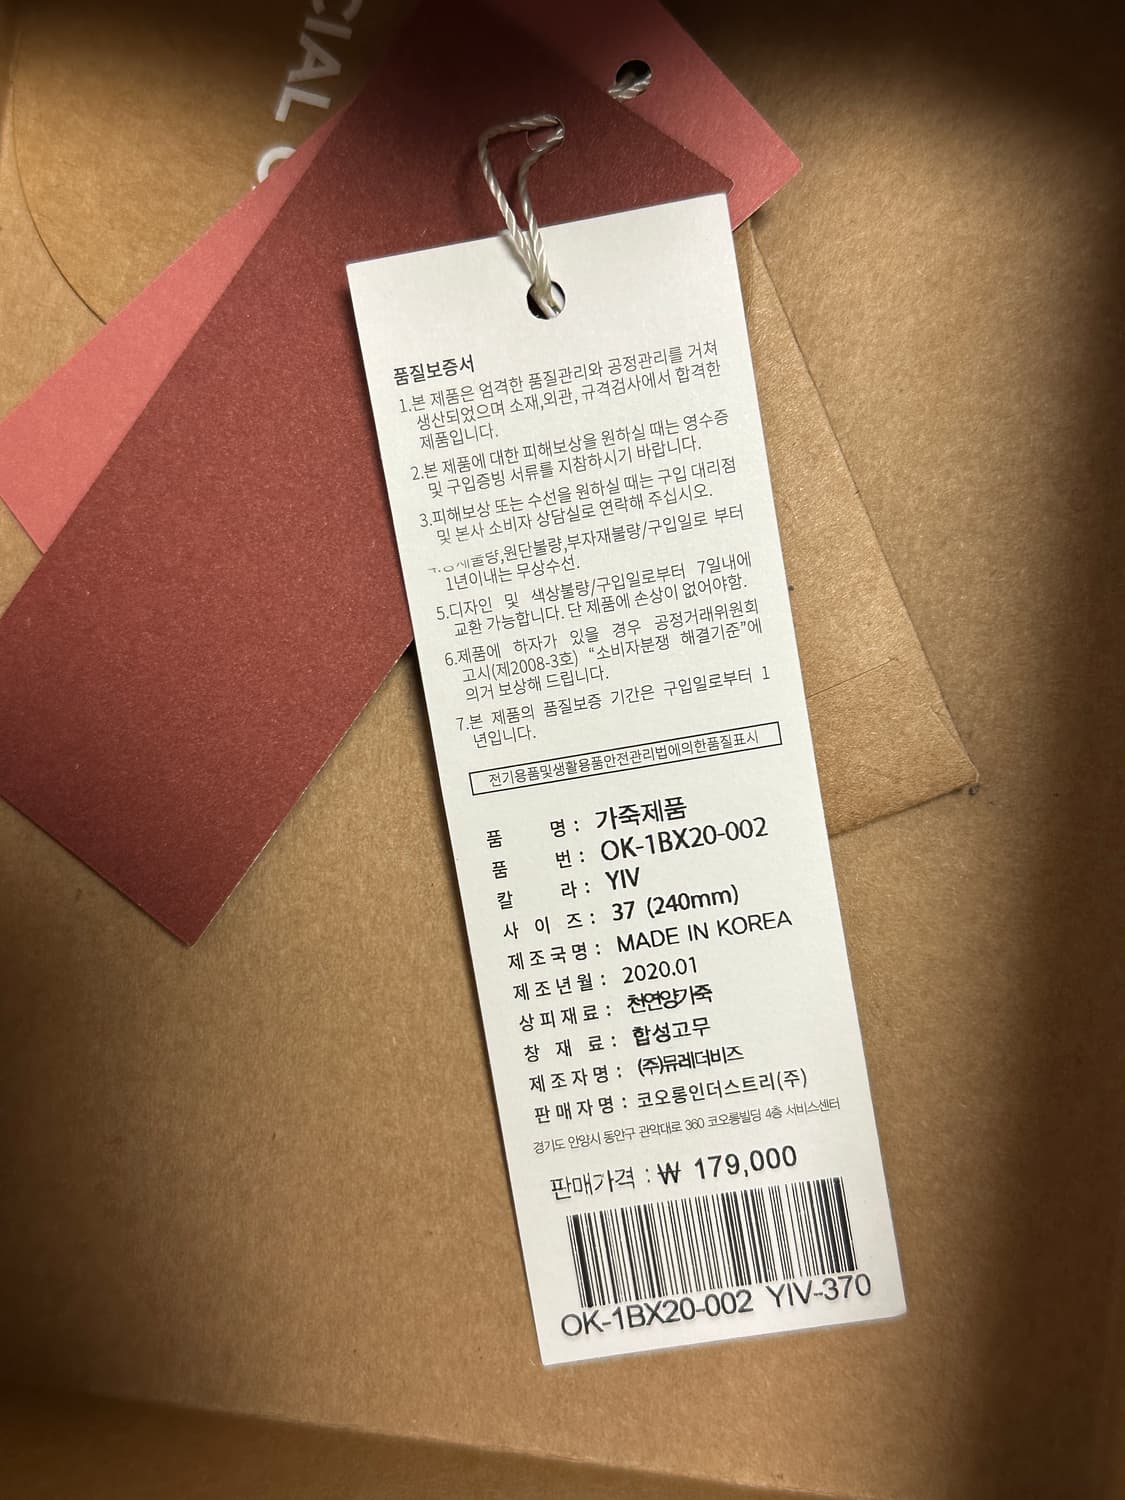 CIAL
품질보증서
1.본 제품은 엄격한 품질관리와 공정관리를 거쳐
생산되었으며 소재,외관, 규격검사에서 합격한
제품입니다.
2.본 제품에 대한 피해보상을 원하실 때는 영수증
및 구입증빙 서류를 지참하시기 바랍니다.
3.피해보상 또는 수선을 원하실 때는 구입 대리점
및 본사 소비자 상담실로 연락해 주십시오.
원단불량,부자재불량/구입일로 부터
1년이내는 무상수선.
5.디자인 및 색상불량/구입일로부터 7일내에
교환 가능합니다. 단 제품에 손상이 없어야함.
6.제품에 하자가 있을 경우 공정거래위원회
고시(제2008-3호) “소비자분쟁 해결기준”에
의거 보상해 드립니다.
7.본 제품의 품질보증 기간은 구입일로부터 1
년입니다.
전기용품및생활용품안전관리법에의한품질표시
품 명 : 가죽제품
품 번 : OK-1BX20-002
칼 라 : YIV
사 이 즈 : 37 (240mm)
제조국명 : MADE IN KOREA
제조년월 : 2020.01
상피재료 : 천연양가죽
창 재 료 : 합성고무
제조자명 : (주)뮤레더비즈
판매자명 : 코오롱인더스트리(주)
경기도 안양시 동안구 관악대로 360 코오롱빌딩 4층 서비스센터
판매가격 : ₩ 179,000
OK-1BX20-002 YIV-370